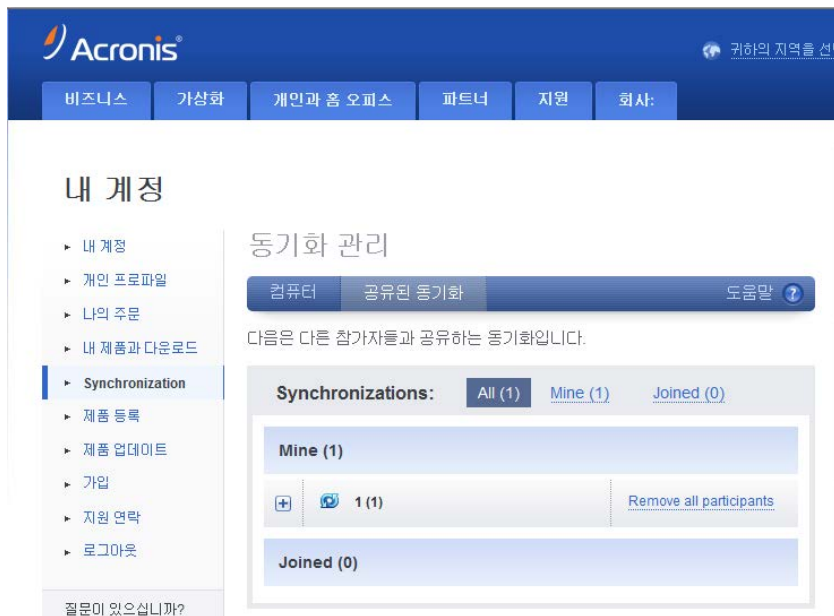 Acronis®
귀하의 지역을
비즈니스 가상화 개인과 홈 오피스 파트너 지원 회사:
내 계정
내 계정
개인 프로파일
나의 주문
내 제품과 다운로드
Synchronization
제품 등록
제품 업데이트
가입
지원 연락
로그아웃
질문이 있으십니까?
동기화 관리
컴퓨터 공유된 동기화 도움말 ?
다음은 다른 참가자들과 공유하는 동기화입니다.
Synchronizations: All (1) Mine (1) Joined (0)
Mine (1)
1 (1) Remove all participants
Joined (0)